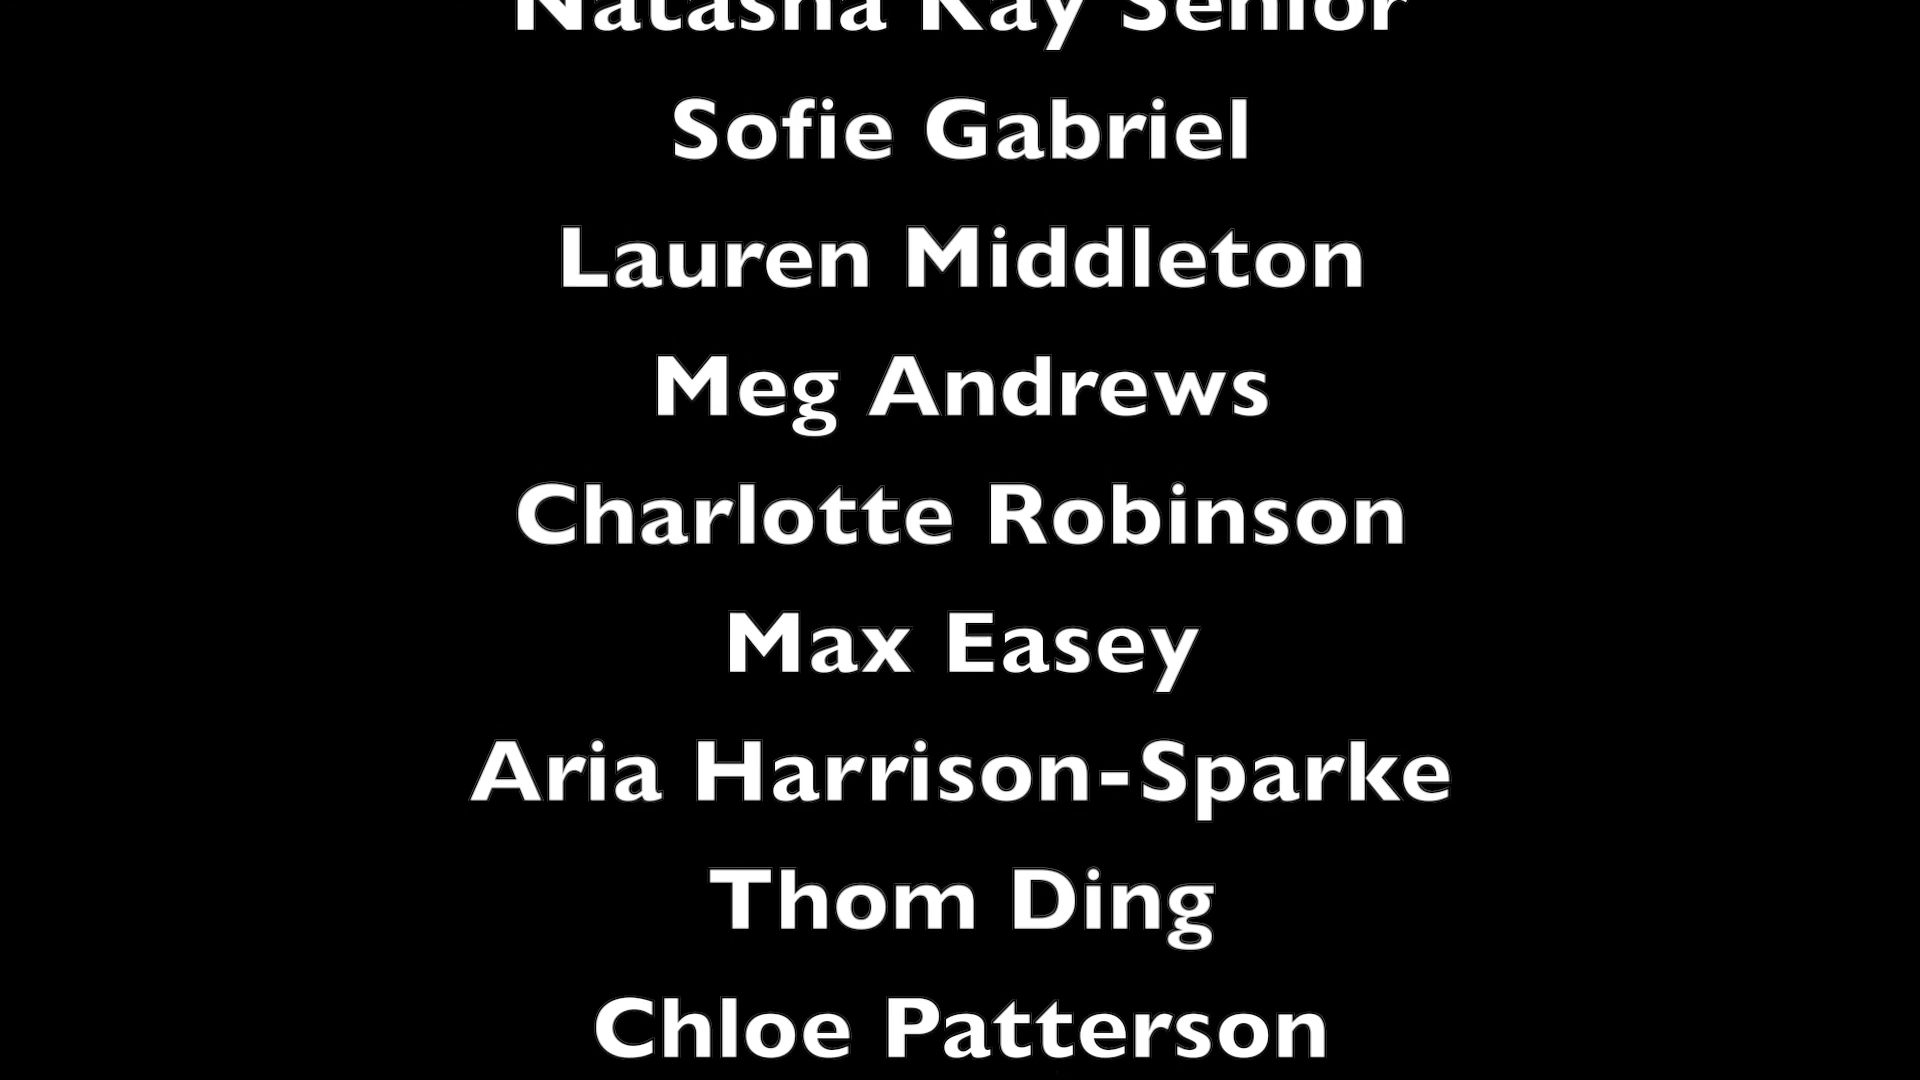 Natasha Kay Senior
Sofie Gabriel
Lauren Middleton
Meg Andrews
Charlotte Robinson
Max Easey
Aria Harrison-Sparke
Thom Ding
Chloe Patterson